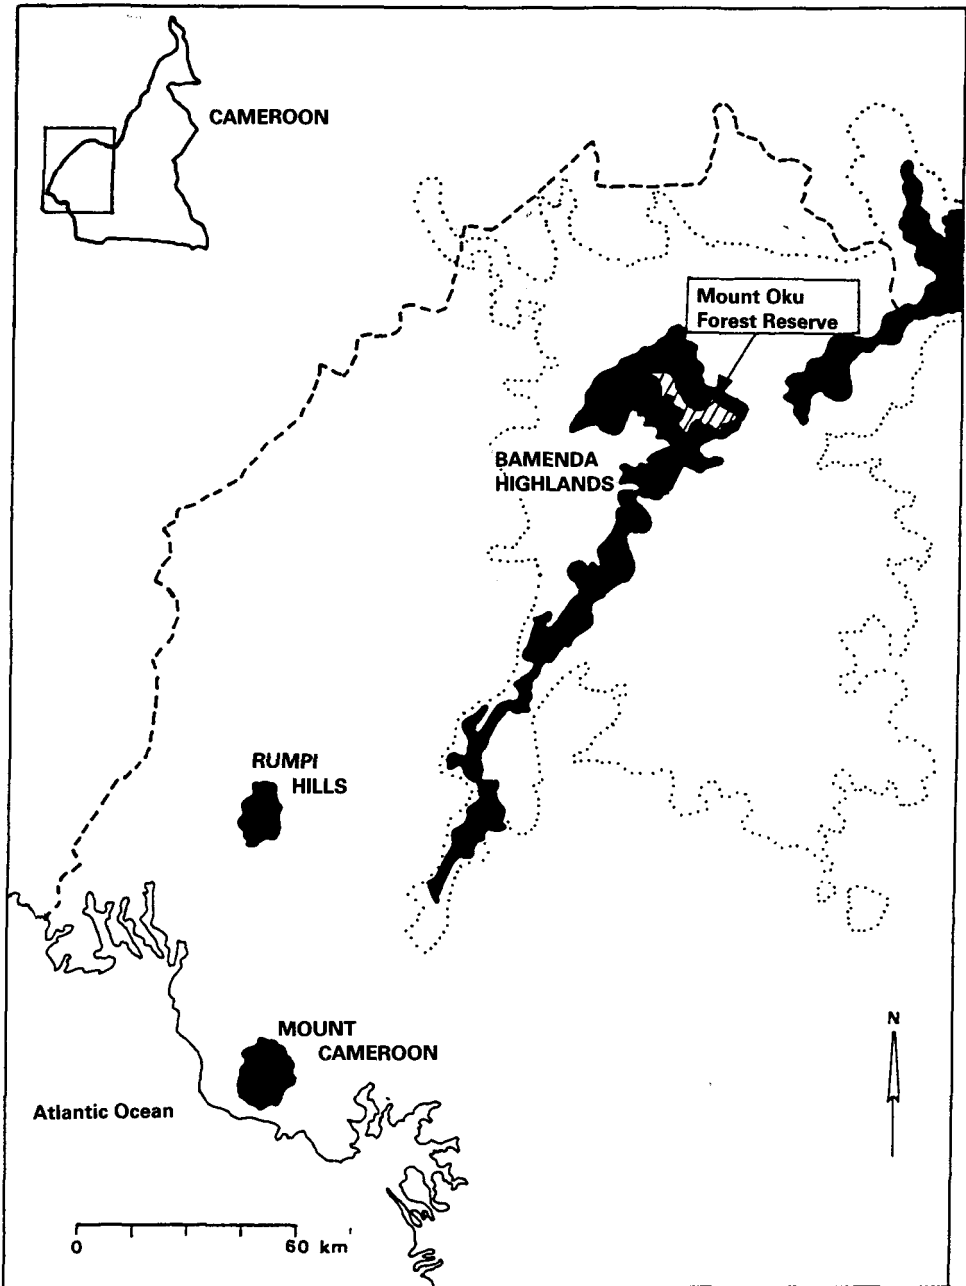 CAMEROON
Mount Oku
Forest Reserve
BAMENDA
HIGHLANDS
RUMPI
HILLS
N
MOUNT
CAMEROON
Atlantic Ocean
0 60 km